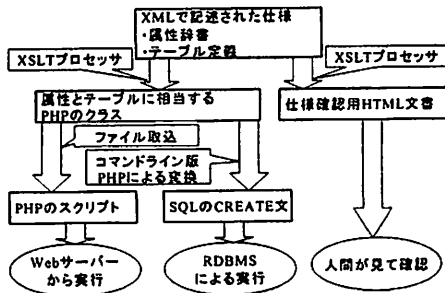 XMLで記述された仕様
・属性辞書
・テーブル定義
XSLTプロセッサ
XSLTプロセッサ
属性とテーブルに相当する
PHPのクラス
仕様確認用HTML文書
ファイル取込
コマンドライン版
PHPによる変換
PHPのスクリプト
SQLのCREATE文
Webサーバー
から実行
RDBMS
による実行
人間が見て確認